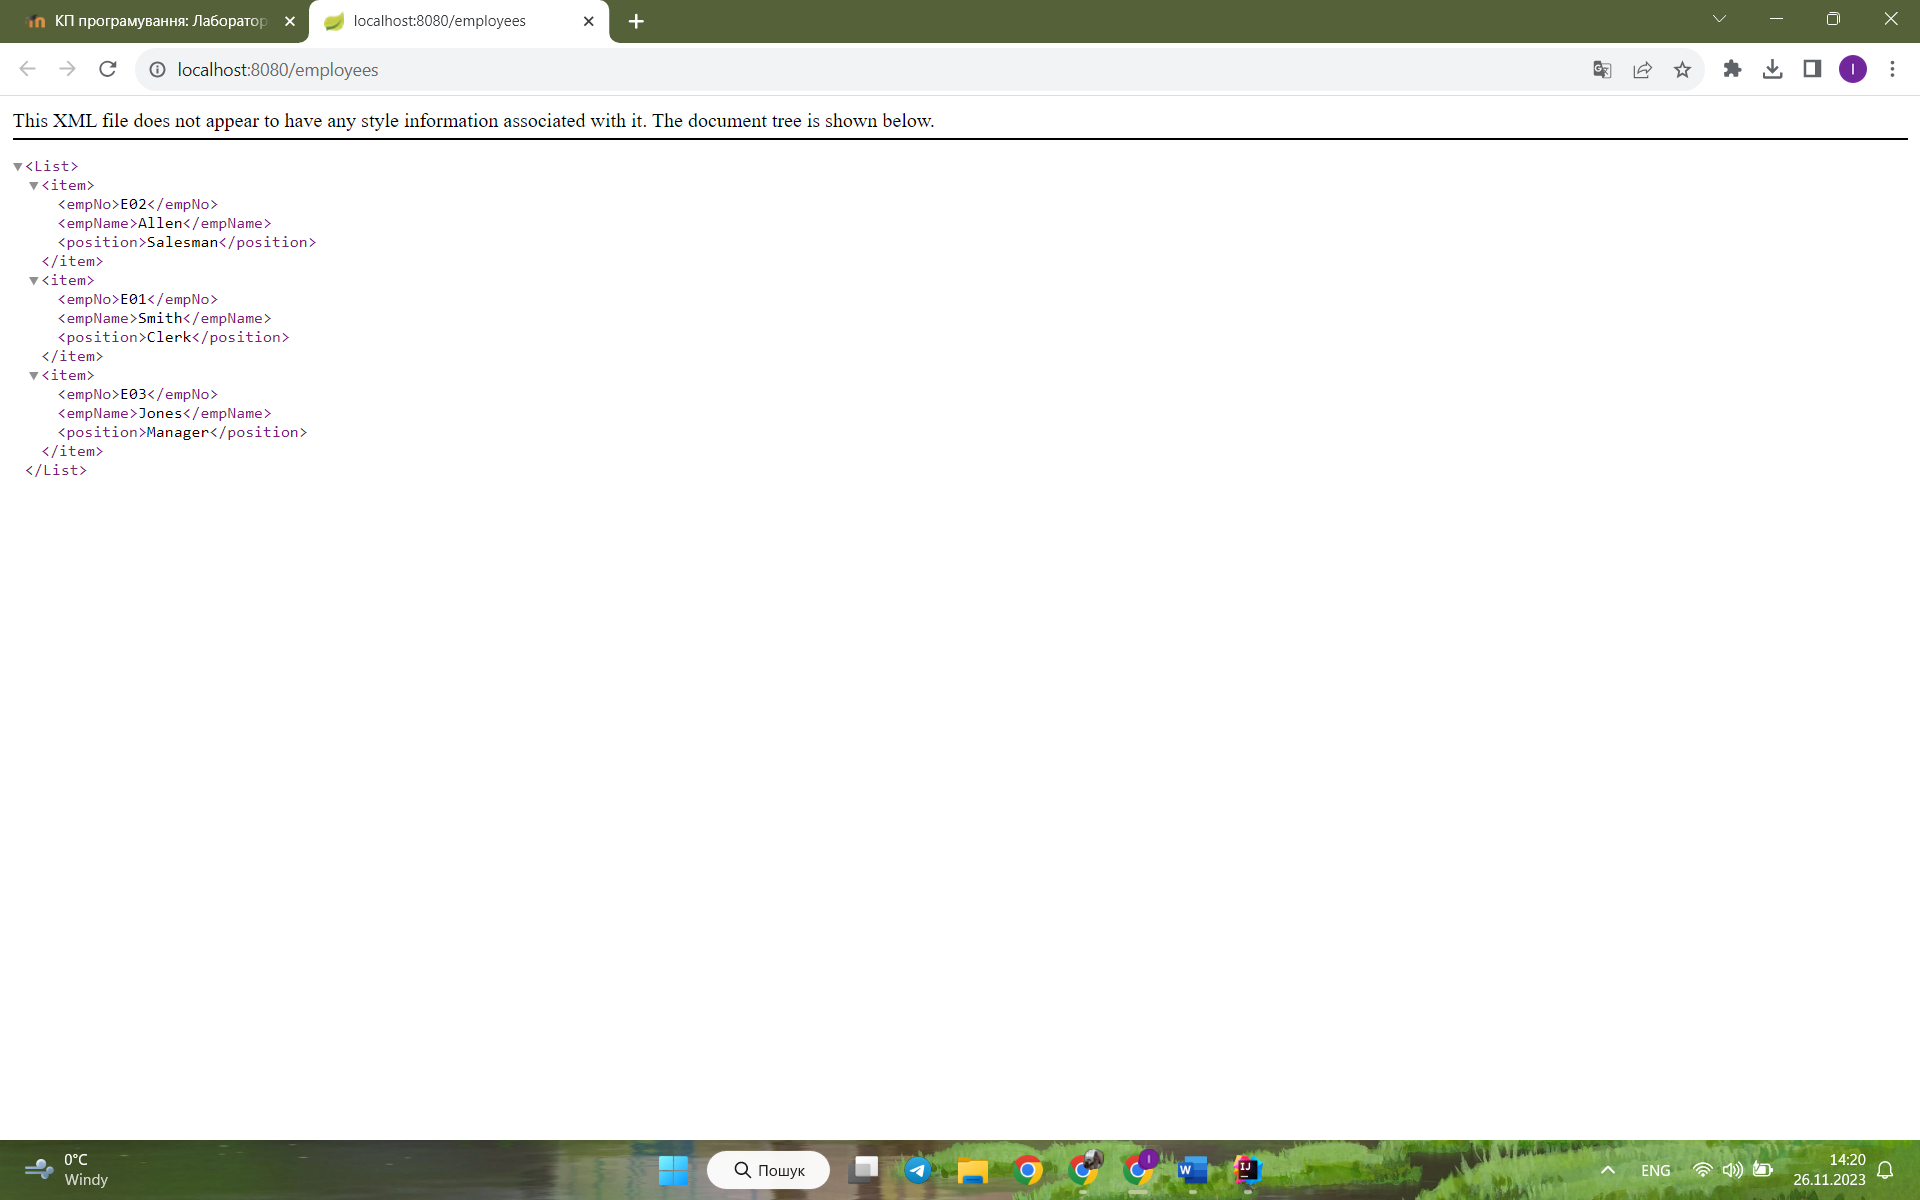 КП програмування: Лаборатор
localhost:8080/employees
localhost:8080/employees
I
This XML file does not appear to have any style information associated with it. The document tree is shown below.
▼<List>
▼<item>
<empNo>E02</empNo>
<empName>Allen</empName>
<position>Salesman</position>
</item>
▼<item>
<empNo>E01</empNo>
<empName>Smith</empName>
<position>Clerk</position>
</item>
▼<item>
<empNo>E03</empNo>
<empName>Jones</empName>
<position>Manager</position>
</item>
</List>
0°C
Windy
Пошук
ENG
14:20
26.11.2023